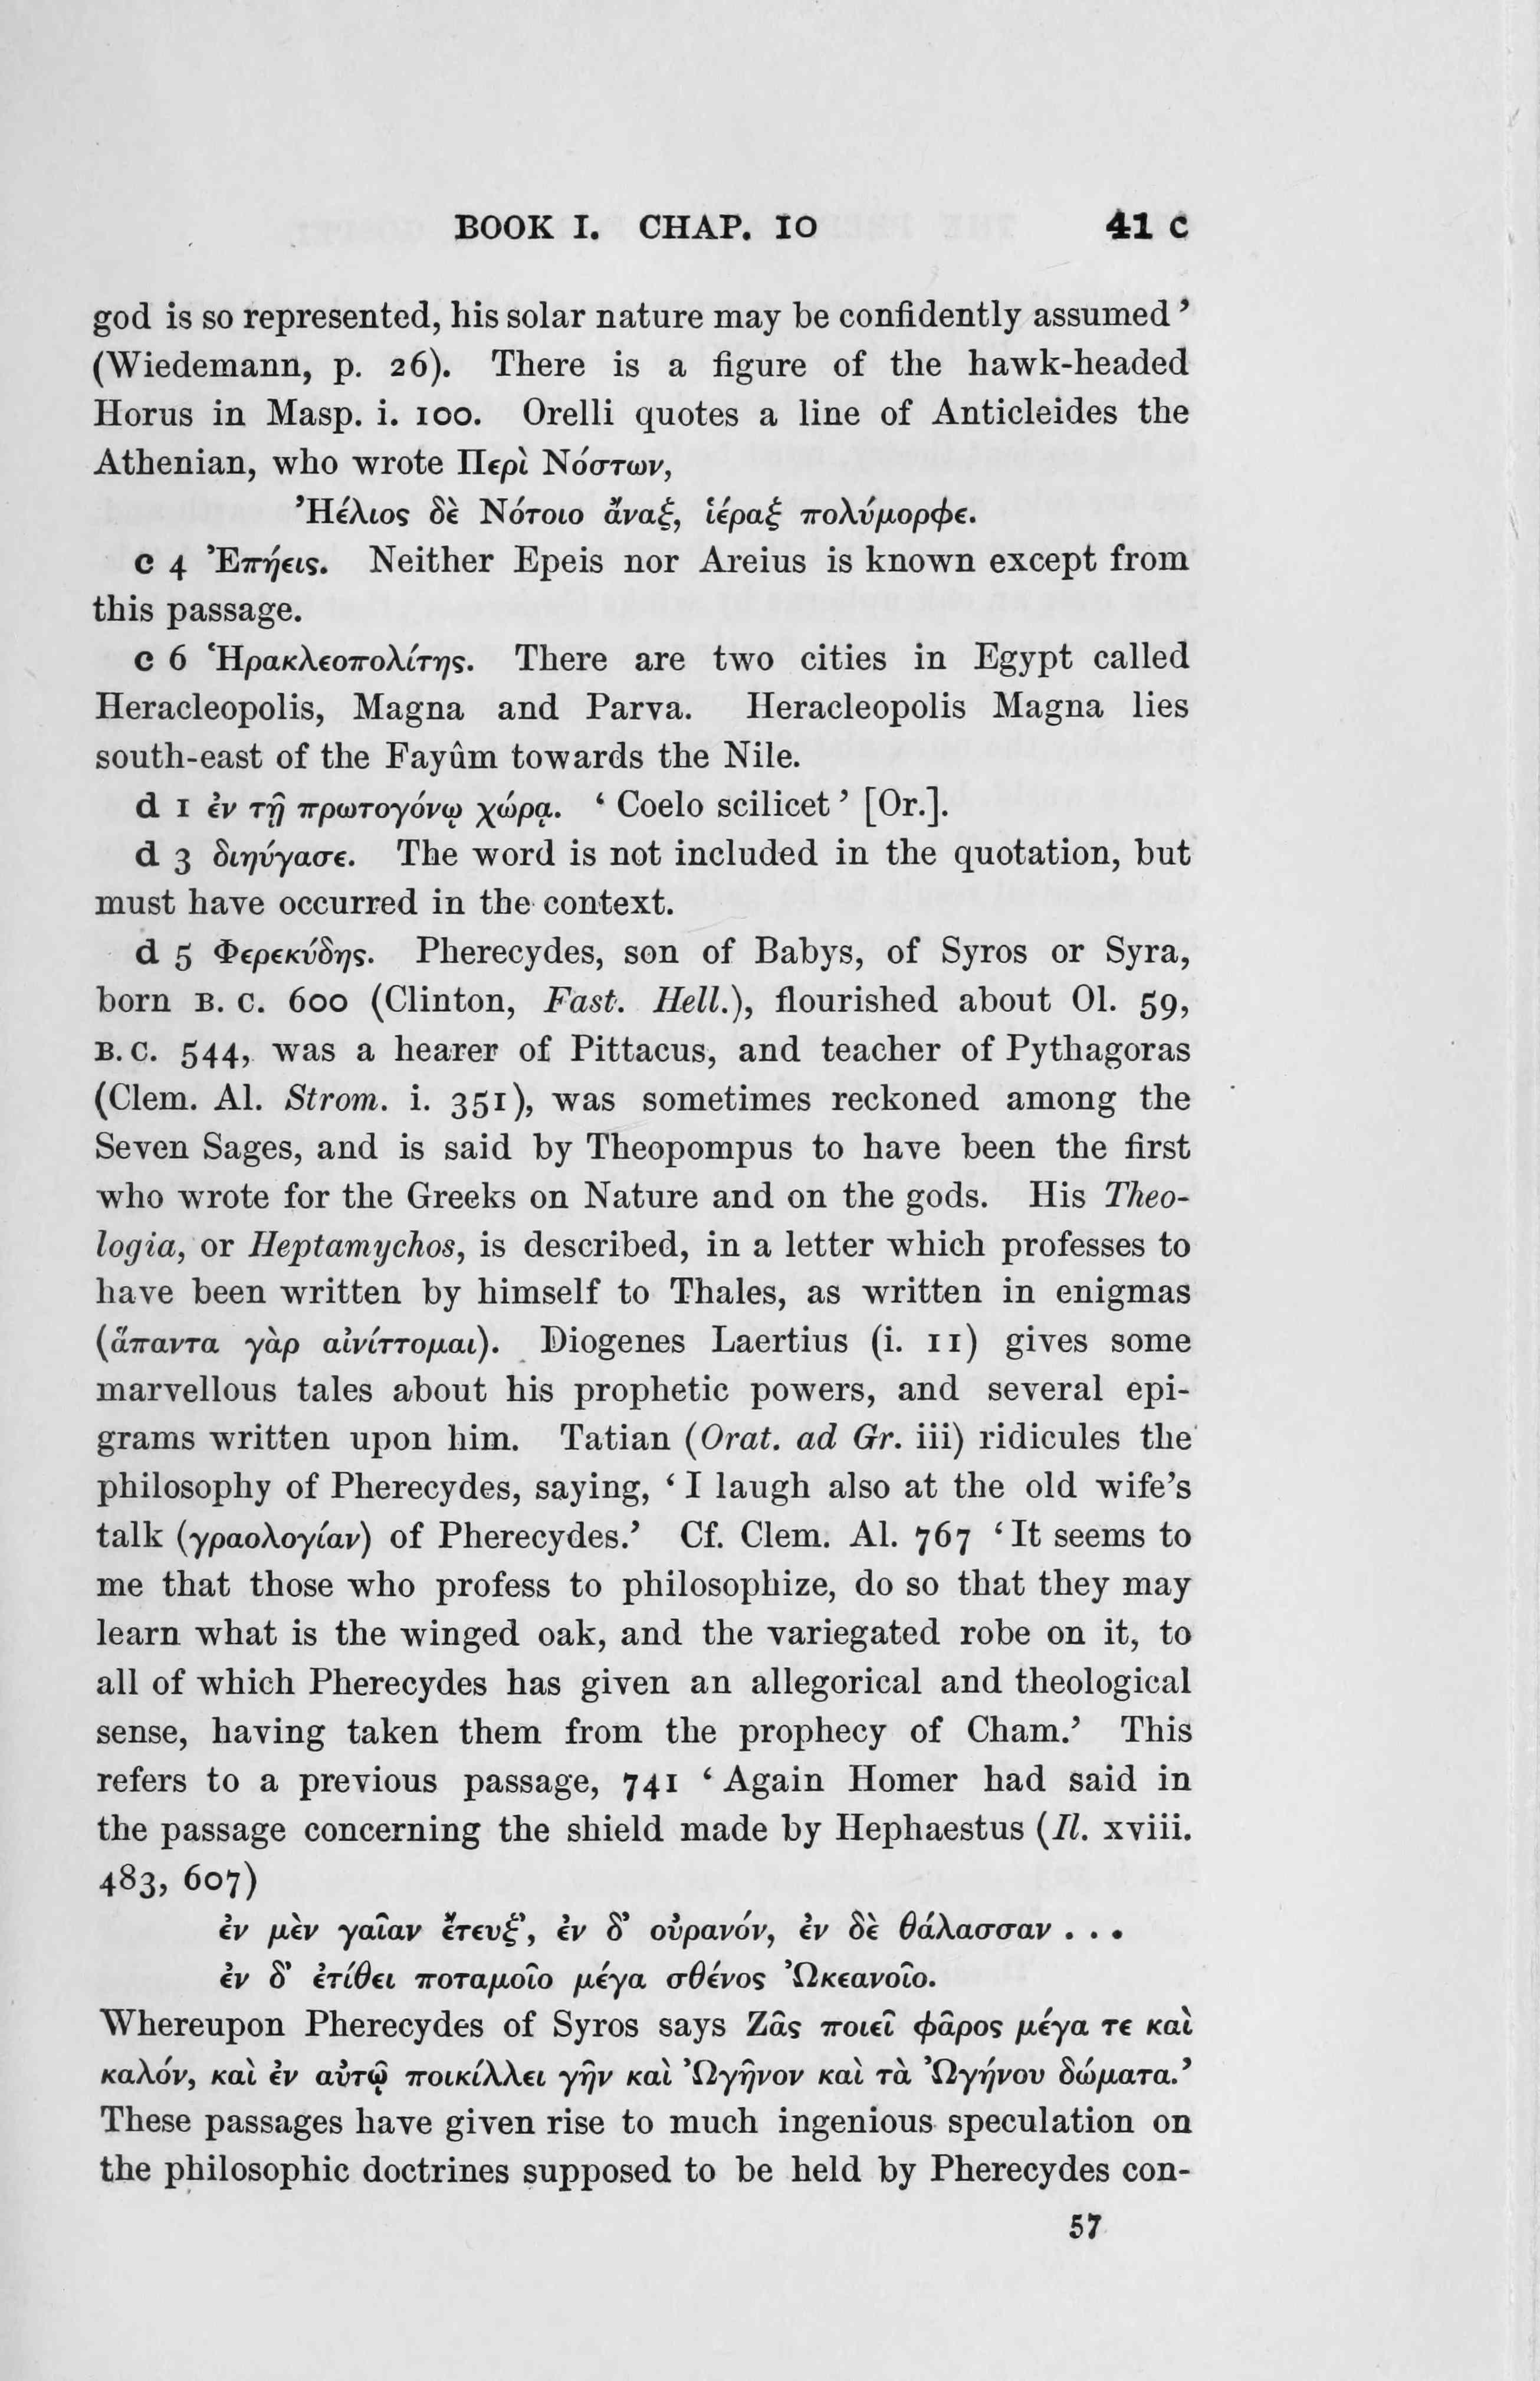 BOOK I. CHAP. 10 41 c
god is so represented, his solar nature may be confidently assumed ’
(Wiedemann, p. 26). There is a figure of the hawk-headed
Horus in Masp. i. 100. Orelli quotes a line of Anticleides the
Athenian, who wrote Περὶ Νόστων,
Ἠέλιος δὲ Νότοιο ἄναξ, ἱέραξ πολύμορφε.
c 4 Ἐπήεις. Neither Epeis nor Areius is known except from
this passage.
c 6 Ἡρακλεοπολίτης. There are two cities in Egypt called
Heracleopolis, Magna and Parva. Heracleopolis Magna lies
south-east of the Fayûm towards the Nile.
d 1 ἐν τῇ πρωτογόνῳ χώρᾳ. ‘ Coelo scilicet ’ [Or.].
d 3 διηύγασε. The word is not included in the quotation, but
must have occurred in the context.
d 5 Φερεκύδης. Pherecydes, son of Babys, of Syros or Syra,
born B. C. 600 (Clinton, Fast. Hell.), flourished about Ol. 59,
B. C. 544, was a hearer of Pittacus, and teacher of Pythagoras
(Clem. Al. Strom. i. 351), was sometimes reckoned among the
Seven Sages, and is said by Theopompus to have been the first
who wrote for the Greeks on Nature and on the gods. His Theo-
logia, or Heptamychos, is described, in a letter which professes to
have been written by himself to Thales, as written in enigmas
(ἅπαντα γὰρ αἰνίττομαι). Diogenes Laertius (i. 11) gives some
marvellous tales about his prophetic powers, and several epi-
grams written upon him. Tatian (Orat. ad Gr. iii) ridicules the
philosophy of Pherecydes, saying, ‘ I laugh also at the old wife’s
talk (γραολογίαν) of Pherecydes.’ Cf. Clem. Al. 767 ‘ It seems to
me that those who profess to philosophize, do so that they may
learn what is the winged oak, and the variegated robe on it, to
all of which Pherecydes has given an allegorical and theological
sense, having taken them from the prophecy of Cham.’ This
refers to a previous passage, 741 ‘ Again Homer had said in
the passage concerning the shield made by Hephaestus (Il. xviii.
483, 607)
ἐν μὲν γαῖαν ἔτευξ’, ἐν δ’ οὐρανόν, ἐν δὲ θάλασσαν . . .
ἐν δ’ ἐτίθει ποταμοῖο μέγα σθένος Ὠκεανοῖο.
Whereupon Pherecydes of Syros says Ζᾶς ποιεῖ φᾶρος μέγα τε καὶ
καλόν, καὶ ἐν αὐτῷ ποικίλλει γῆν καὶ Ὠγῆνον καὶ τὰ Ὠγήνου δώματα.’
These passages have given rise to much ingenious speculation on
the philosophic doctrines supposed to be held by Pherecydes con-
57